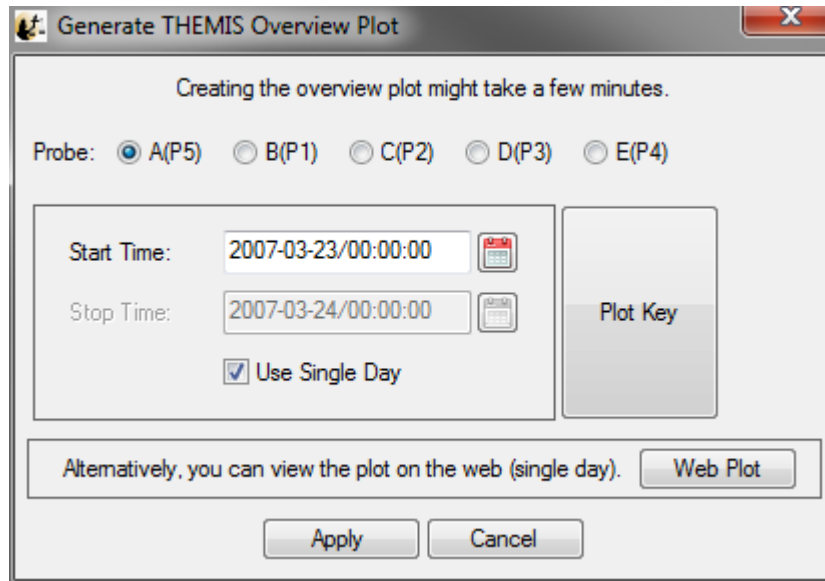 Generate THEMIS Overview Plot
Creating the overview plot might take a few minutes.
Probe: A(P5) B(P1) C(P2) D(P3) E(P4)
Start Time: 2007-03-23/00:00:00
Stop Time: 2007-03-24/00:00:00
Plot Key
Use Single Day
Alternatively, you can view the plot on the web (single day). Web Plot
Apply Cancel